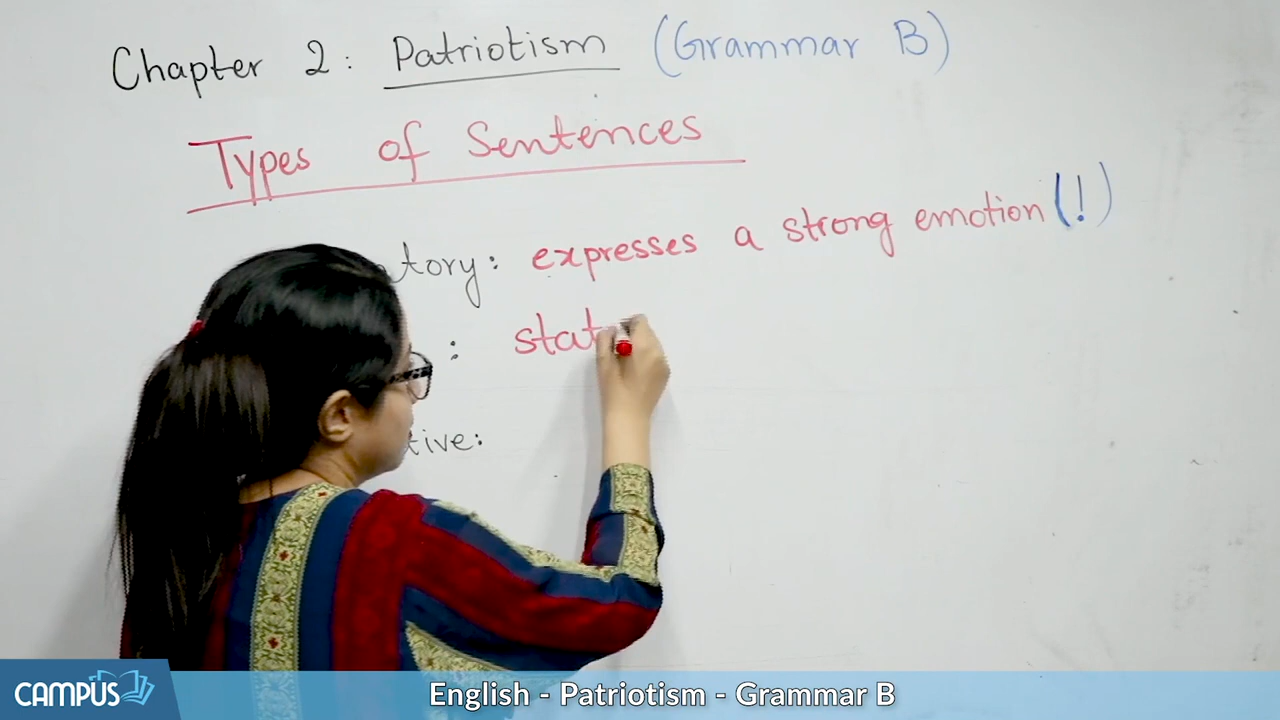 Chapter 2: Patriotism (Grammar B)
Types of Sentences
tory: expresses a strong emotion (!)
: stat
tive:
CAMPUS
English - Patriotism - Grammar B